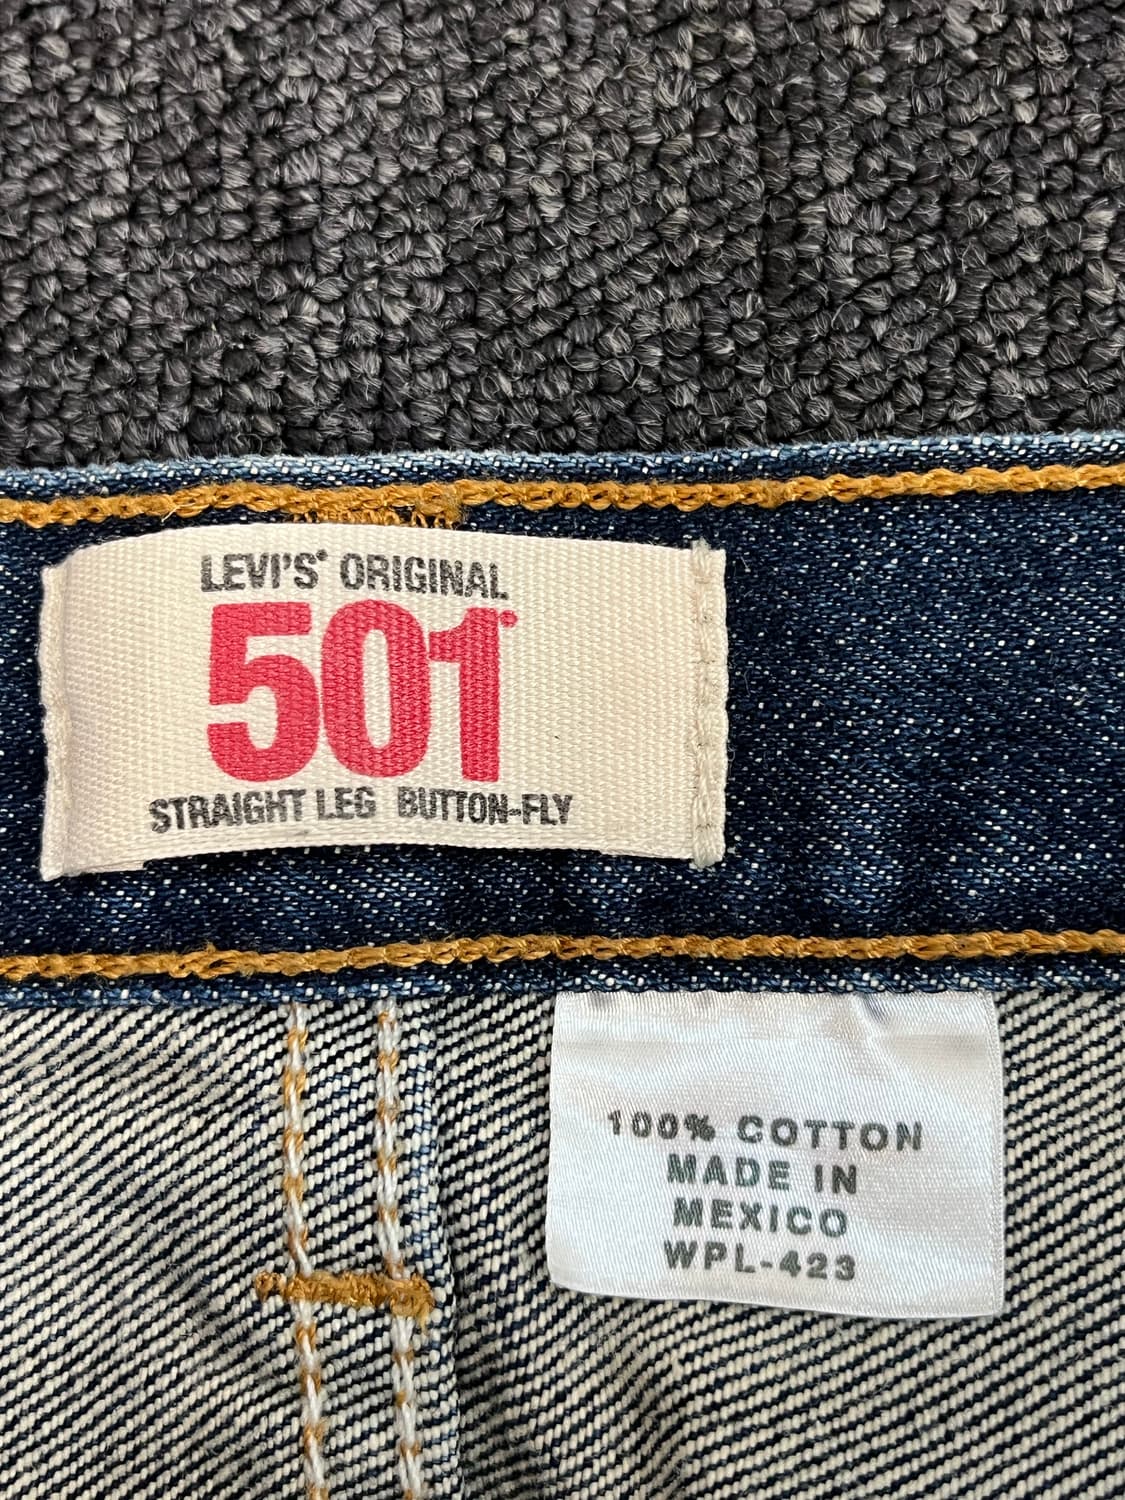 LEVI'S® ORIGINAL
501®
STRAIGHT LEG BUTTON-FLY
100% COTTON
MADE IN
MEXICO
WPL-423